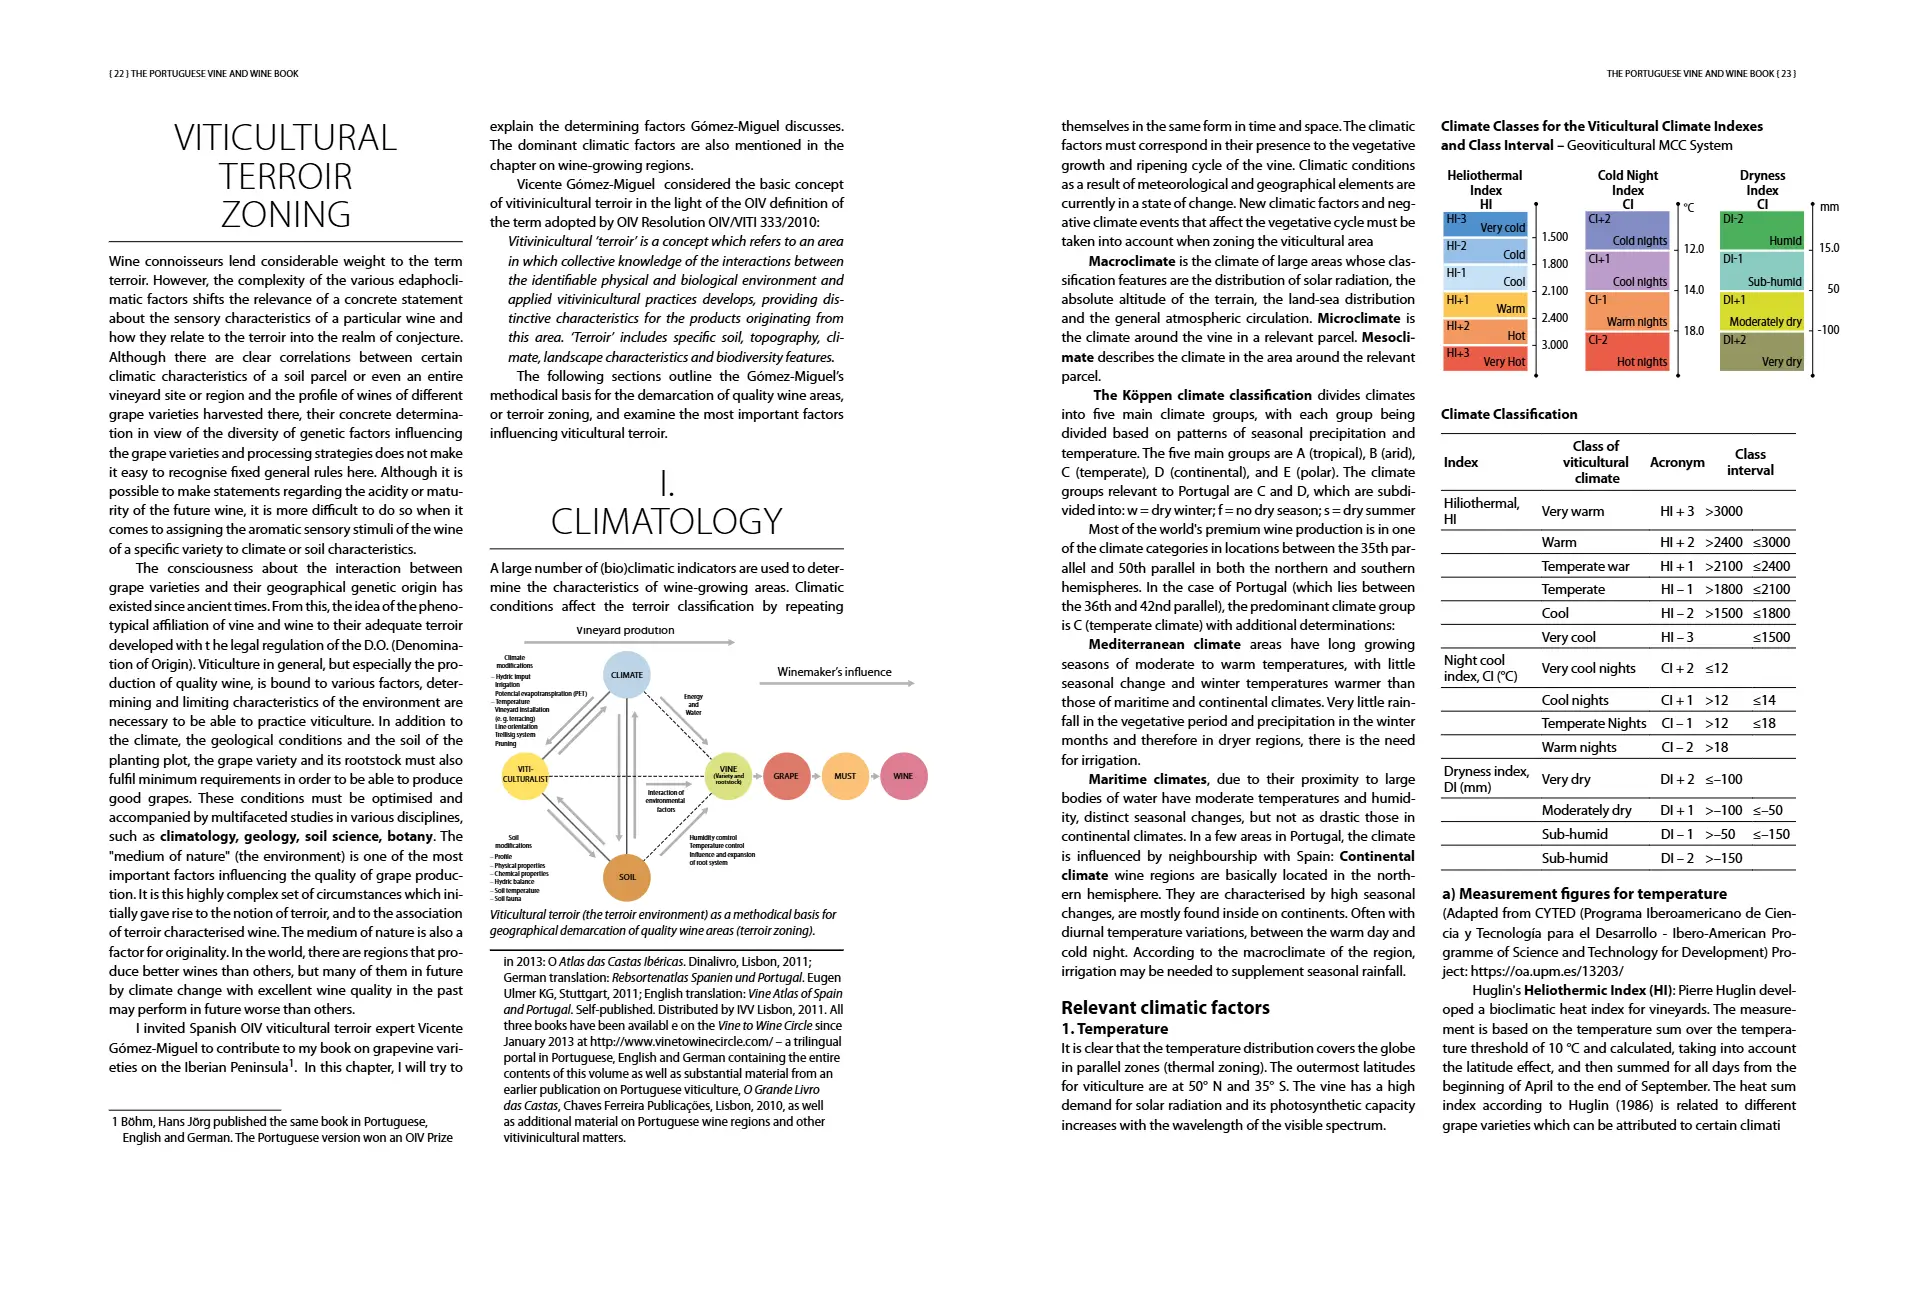 { 22 } THE PORTUGUESE VINE AND WINE BOOK
VITICULTURAL
TERROIR
ZONING
Wine connoisseurs lend considerable weight to the term
terroir. However, the complexity of the various edaphocli-
matic factors shifts the relevance of a concrete statement
about the sensory characteristics of a particular wine and
how they relate to the terroir into the realm of conjecture.
Although there are clear correlations between certain
climatic characteristics of a soil parcel or even an entire
vineyard site or region and the profile of wines of different
grape varieties harvested there, their concrete determina-
tion in view of the diversity of genetic factors influencing
the grape varieties and processing strategies does not make
it easy to recognise fixed general rules here. Although it is
possible to make statements regarding the acidity or matu-
rity of the future wine, it is more difficult to do so when it
comes to assigning the aromatic sensory stimuli of the wine
of a specific variety to climate or soil characteristics.
The consciousness about the interaction between
grape varieties and their geographical genetic origin has
existed since ancient times. From this, the idea of the pheno-
typical affiliation of vine and wine to their adequate terroir
developed with t he legal regulation of the D.O. (Denomina-
tion of Origin). Viticulture in general, but especially the pro-
duction of quality wine, is bound to various factors, deter-
mining and limiting characteristics of the environment are
necessary to be able to practice viticulture. In addition to
the climate, the geological conditions and the soil of the
planting plot, the grape variety and its rootstock must also
fulfil minimum requirements in order to be able to produce
good grapes. These conditions must be optimised and
accompanied by multifaceted studies in various disciplines,
such as climatology, geology, soil science, botany. The
"medium of nature" (the environment) is one of the most
important factors influencing the quality of grape produc-
tion. It is this highly complex set of circumstances which ini-
tially gave rise to the notion of terroir, and to the association
of terroir characterised wine. The medium of nature is also a
factor for originality. In the world, there are regions that pro-
duce better wines than others, but many of them in future
by climate change with excellent wine quality in the past
may perform in future worse than others.
I invited Spanish OIV viticultural terroir expert Vicente
Gómez-Miguel to contribute to my book on grapevine vari-
eties on the Iberian Peninsula1. In this chapter, I will try to
1 Böhm, Hans Jörg published the same book in Portuguese,
English and German. The Portuguese version won an OIV Prize
explain the determining factors Gómez-Miguel discusses.
The dominant climatic factors are also mentioned in the
chapter on wine-growing regions.
Vicente Gómez-Miguel considered the basic concept
of vitivinicultural terroir in the light of the OIV definition of
the term adopted by OIV Resolution OIV/VITI 333/2010:
Vitivinicultural ‘terroir’ is a concept which refers to an area
in which collective knowledge of the interactions between
the identifiable physical and biological environment and
applied vitivinicultural practices develops, providing dis-
tinctive characteristics for the products originating from
this area. ‘Terroir’ includes specific soil, topography, cli-
mate, landscape characteristics and biodiversity features.
The following sections outline the Gómez-Miguel’s
methodical basis for the demarcation of quality wine areas,
or terroir zoning, and examine the most important factors
influencing viticultural terroir.
I.
CLIMATOLOGY
A large number of (bio)climatic indicators are used to deter-
mine the characteristics of wine-growing areas. Climatic
conditions affect the terroir classification by repeating
Vineyard prodution
Winemaker’s influence
Climate
modifications
– Hydric imput
Irrigation
Potencial evapotranspiration (PET)
– Temperature
Vineyard installation
(e. g. terracing)
Line orientation
Trellisig system
Pruning
CLIMATE
Energy
and
Water
VITI-
CULTURALIST
VINE
(Variety and
rootstock)
GRAPE
MUST
WINE
Interaction of
environmental
factors
Soil
modifications
– Profile
– Physical properties
– Chemical properties
– Hydric balance
– Soil temperature
– Soil fauna
SOIL
Humidity comtrol
Temperature control
Influence and expansion
of root system
Viticultural terroir (the terroir environment) as a methodical basis for
geographical demarcation of quality wine areas (terroir zoning).
in 2013: O Atlas das Castas Ibéricas. Dinalivro, Lisbon, 2011;
German translation: Rebsortenatlas Spanien und Portugal. Eugen
Ulmer KG, Stuttgart, 2011; English translation: Vine Atlas of Spain
and Portugal. Self-published. Distributed by IVV Lisbon, 2011. All
three books have been availabl e on the Vine to Wine Circle since
January 2013 at http://www.vinetowinecircle.com/ – a trilingual
portal in Portuguese, English and German containing the entire
contents of this volume as well as substantial material from an
earlier publication on Portuguese viticulture, O Grande Livro
das Castas, Chaves Ferreira Publicações, Lisbon, 2010, as well
as additional material on Portuguese wine regions and other
vitivinicultural matters.
THE PORTUGUESE VINE AND WINE BOOK { 23 }
themselves in the same form in time and space. The climatic
factors must correspond in their presence to the vegetative
growth and ripening cycle of the vine. Climatic conditions
as a result of meteorological and geographical elements are
currently in a state of change. New climatic factors and neg-
ative climate events that affect the vegetative cycle must be
taken into account when zoning the viticultural area
Macroclimate is the climate of large areas whose clas-
sification features are the distribution of solar radiation, the
absolute altitude of the terrain, the land-sea distribution
and the general atmospheric circulation. Microclimate is
the climate around the vine in a relevant parcel. Mesocli-
mate describes the climate in the area around the relevant
parcel.
The Köppen climate classification divides climates
into five main climate groups, with each group being
divided based on patterns of seasonal precipitation and
temperature. The five main groups are A (tropical), B (arid),
C (temperate), D (continental), and E (polar). The climate
groups relevant to Portugal are C and D, which are subdi-
vided into: w = dry winter; f = no dry season; s = dry summer
Most of the world's premium wine production is in one
of the climate categories in locations between the 35th par-
allel and 50th parallel in both the northern and southern
hemispheres. In the case of Portugal (which lies between
the 36th and 42nd parallel), the predominant climate group
is C (temperate climate) with additional determinations:
Mediterranean climate areas have long growing
seasons of moderate to warm temperatures, with little
seasonal change and winter temperatures warmer than
those of maritime and continental climates. Very little rain-
fall in the vegetative period and precipitation in the winter
months and therefore in dryer regions, there is the need
for irrigation.
Maritime climates, due to their proximity to large
bodies of water have moderate temperatures and humid-
ity, distinct seasonal changes, but not as drastic those in
continental climates. In a few areas in Portugal, the climate
is influenced by neighbourship with Spain: Continental
climate wine regions are basically located in the north-
ern hemisphere. They are characterised by high seasonal
changes, are mostly found inside on continents. Often with
diurnal temperature variations, between the warm day and
cold night. According to the macroclimate of the region,
irrigation may be needed to supplement seasonal rainfall.
Relevant climatic factors
1. Temperature
It is clear that the temperature distribution covers the globe
in parallel zones (thermal zoning). The outermost latitudes
for viticulture are at 50° N and 35° S. The vine has a high
demand for solar radiation and its photosynthetic capacity
increases with the wavelength of the visible spectrum.
Climate Classes for the Viticultural Climate Indexes
and Class Interval – Geoviticultural MCC System
Heliothermal
Index
HI
HI-3
Very cold
1.500
HI-2
Cold
1.800
HI-1
Cool
2.100
HI+1
Warm
2.400
HI+2
Hot
3.000
HI+3
Very Hot
Cold Night
Index
CI
°C
CI+2
Cold nights
12.0
CI+1
Cool nights
14.0
CI-1
Warm nights
18.0
CI-2
Hot nights
Dryness
Index
CI
mm
DI-2
Humid
15.0
DI-1
Sub-humid
50
DI+1
Moderately dry
-100
DI+2
Very dry
Climate Classification
Index
Class of
viticultural
climate
Acronym
Class
interval
Hiliothermal,
HI
Very warm HI + 3 >3000
Warm HI + 2 >2400 ≤3000
Temperate war HI + 1 >2100 ≤2400
Temperate HI – 1 >1800 ≤2100
Cool HI – 2 >1500 ≤1800
Very cool HI – 3 ≤1500
Night cool
index, CI (°C)
Very cool nights CI + 2 ≤12
Cool nights CI + 1 >12 ≤14
Temperate Nights CI – 1 >12 ≤18
Warm nights CI – 2 >18
Dryness index,
DI (mm)
Very dry DI + 2 ≤–100
Moderately dry DI + 1 >–100 ≤–50
Sub-humid DI – 1 >–50 ≤–150
Sub-humid DI – 2 >–150
a) Measurement figures for temperature
(Adapted from CYTED (Programa Iberoamericano de Cien-
cia y Tecnología para el Desarrollo - Ibero-American Pro-
gramme of Science and Technology for Development) Pro-
ject: https://oa.upm.es/13203/
Huglin's Heliothermic Index (HI): Pierre Huglin devel-
oped a bioclimatic heat index for vineyards. The measure-
ment is based on the temperature sum over the tempera-
ture threshold of 10 °C and calculated, taking into account
the latitude effect, and then summed for all days from the
beginning of April to the end of September. The heat sum
index according to Huglin (1986) is related to different
grape varieties which can be attributed to certain climati